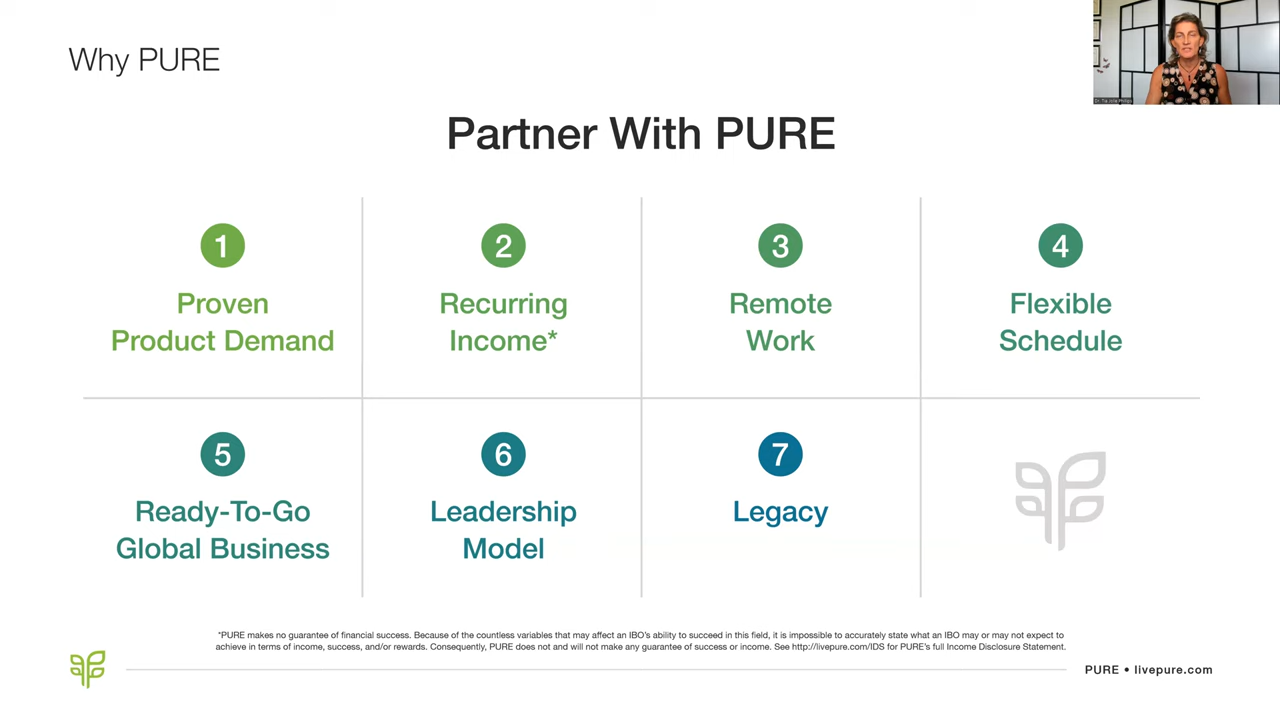 Why PURE
Partner With PURE
1
Proven
Product Demand
2
Recurring
Income*
3
Remote
Work
4
Flexible
Schedule
5
Ready-To-Go
Global Business
6
Leadership
Model
7
Legacy
*PURE makes no guarantee of financial success. Because of the countless variables that may affect an IBO's ability to succeed in this field, it is impossible to accurately state what an IBO may or may not expect to
achieve in terms of income, success, and/or rewards. Consequently, PURE does not and will not make any guarantee of success or income. See http://livepure.com/IDS for PURE's full Income Disclosure Statement.
PURE • livepure.com